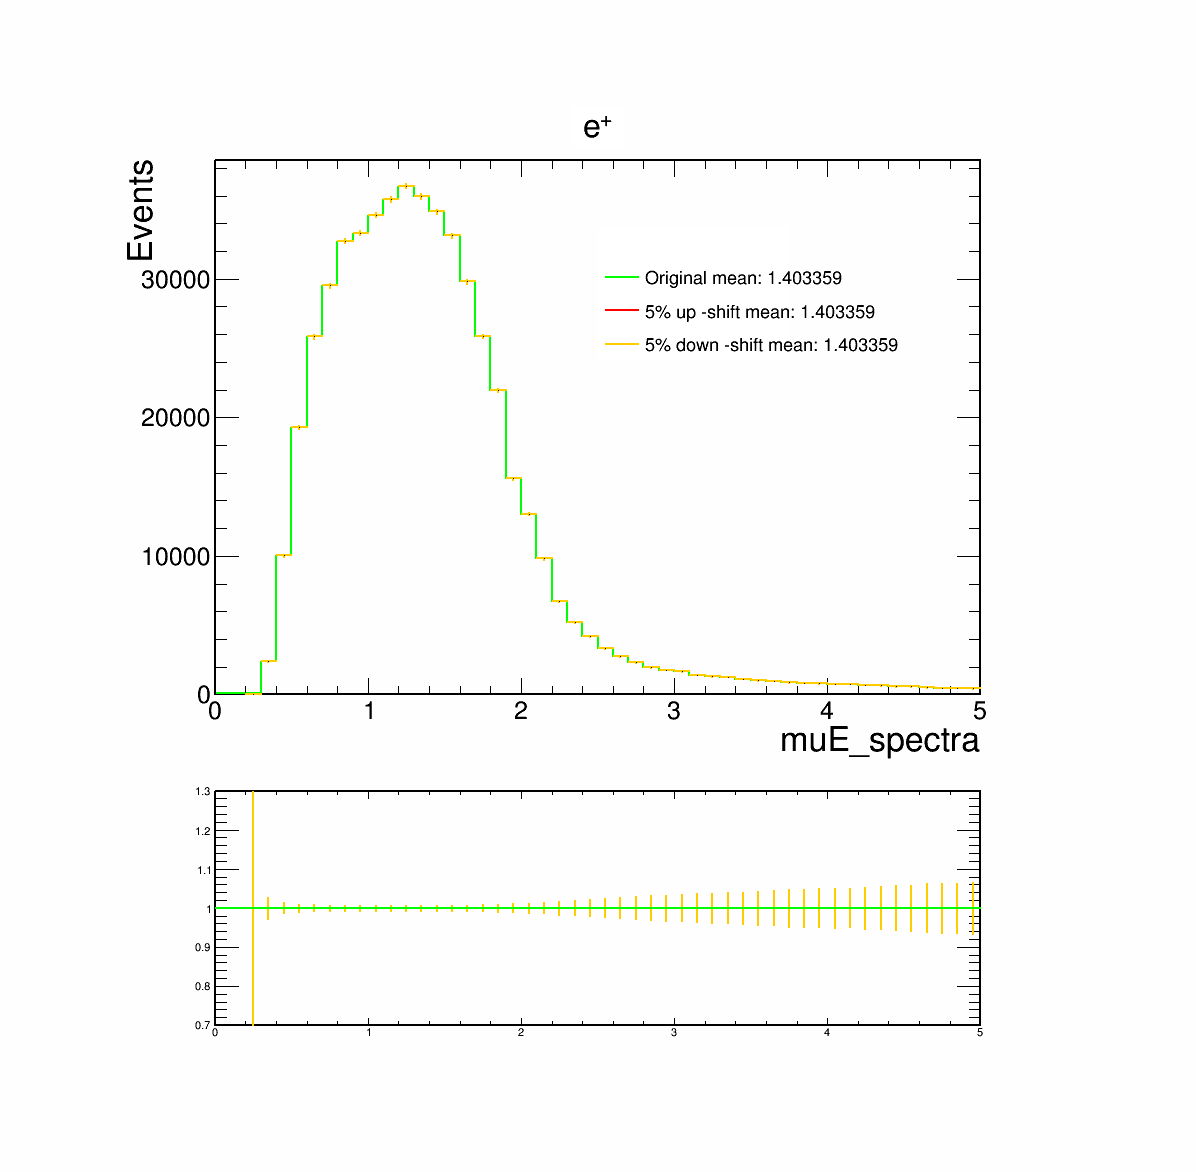 e⁺
Events
30000
20000
10000
0
Original mean: 1.403359
5% up -shift mean: 1.403359
5% down -shift mean: 1.403359
0 1 2 3 4 5
muE_spectra
1.3
1.2
1.1
1
0.9
0.8
0.7
0 1 2 3 4 5